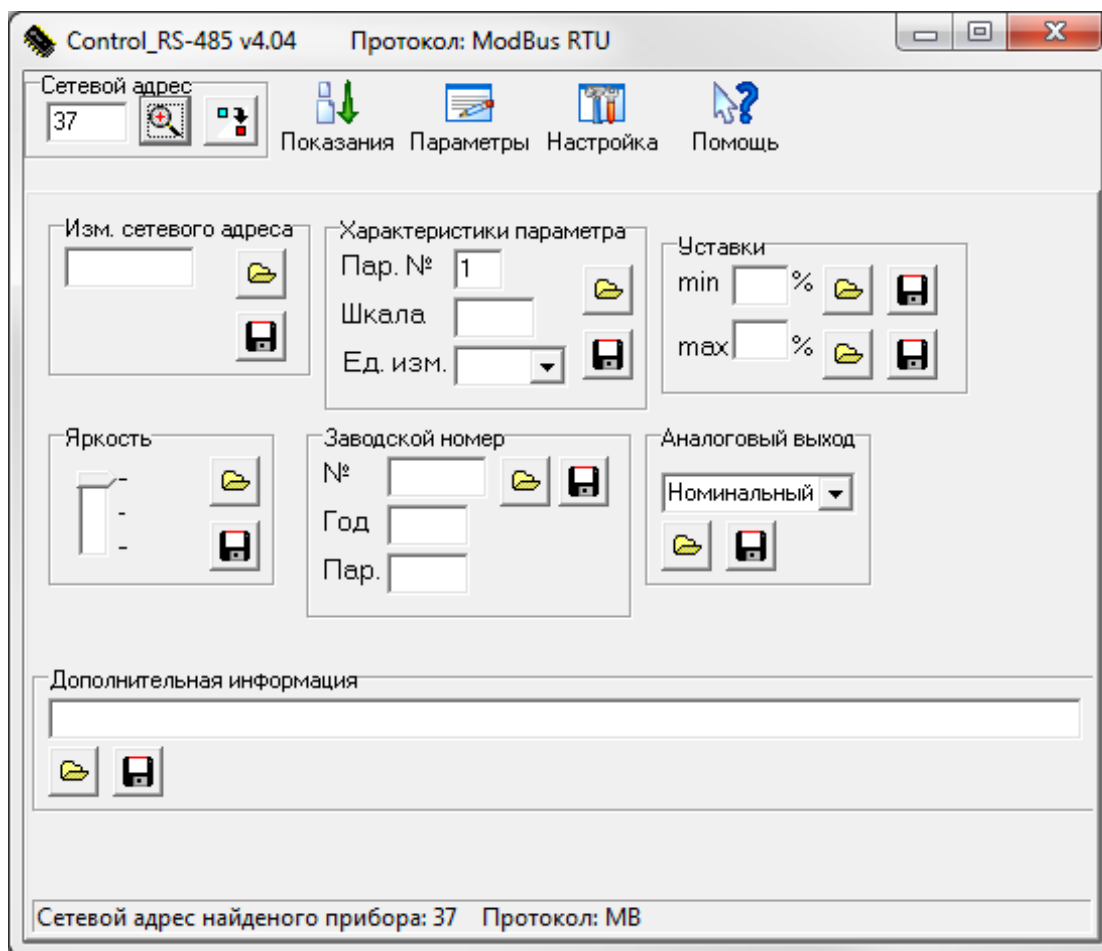 Control_RS-485 v4.04 Протокол: ModBus RTU
Сетевой адрес
37
Показания Параметры Настройка Помощь
Изм. сетевого адреса
Характеристики параметра
Пар. № 1
Шкала
Ед. изм.
Уставки
min %
max %
Яркость
Заводской номер
№
Год
Пар.
Аналоговый выход
Номинальный
Дополнительная информация
Сетевой адрес найденого прибора: 37 Протокол: MB